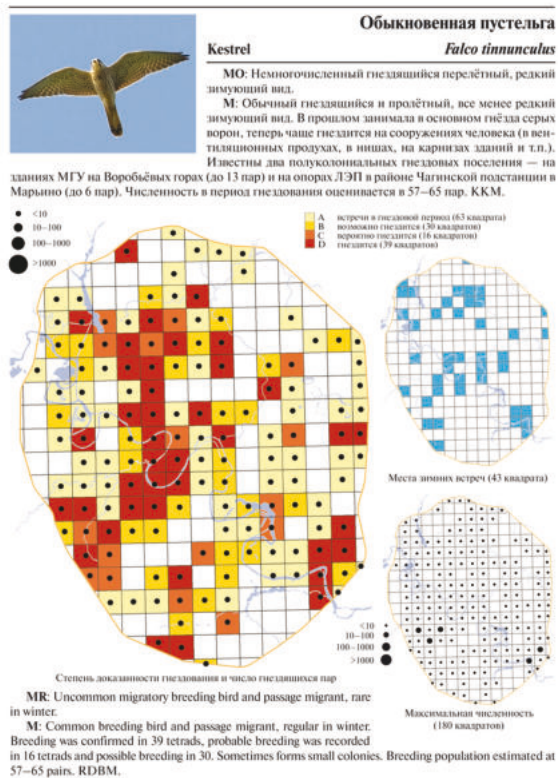 Обыкновенная пустельга
Kestrel Falco tinnunculus
МО: Немногочисленный гнездящийся перелётный, редкий
зимующий вид.
М: Обычный гнездящийся и пролётный, все менее редкий
зимующий вид. В прошлом занимала в основном гнёзда серых
ворон, теперь чаще гнездится на сооружениях человека (в вен-
тиляционных продухах, в нишах, на карнизах зданий и т.п.).
Известны два полуколониальных гнездовых поселения — на
зданиях МГУ на Воробьёвых горах (до 13 пар) и на опорах ЛЭП в районе Чагинской подстанции в
Марьино (до 6 пар). Численность в период гнездования оценивается в 57–65 пар. ККМ.
<10
10–100
100–1000
>1000
A встречи в гнездовой период (63 квадрата)
B возможно гнездится (30 квадратов)
C вероятно гнездится (16 квадратов)
D гнездится (39 квадратов)
Места зимних встреч (43 квадрата)
<10
10–100
100–1000
>1000
Степень доказанности гнездования и число гнездящихся пар
Максимальная численность
(180 квадратов)
MR: Uncommon migratory breeding bird and passage migrant, rare
in winter.
M: Common breeding bird and passage migrant, regular in winter.
Breeding was confirmed in 39 tetrads, probable breeding was recorded
in 16 tetrads and possible breeding in 30. Sometimes forms small colonies. Breeding population estimated at
57–65 pairs. RDBM.